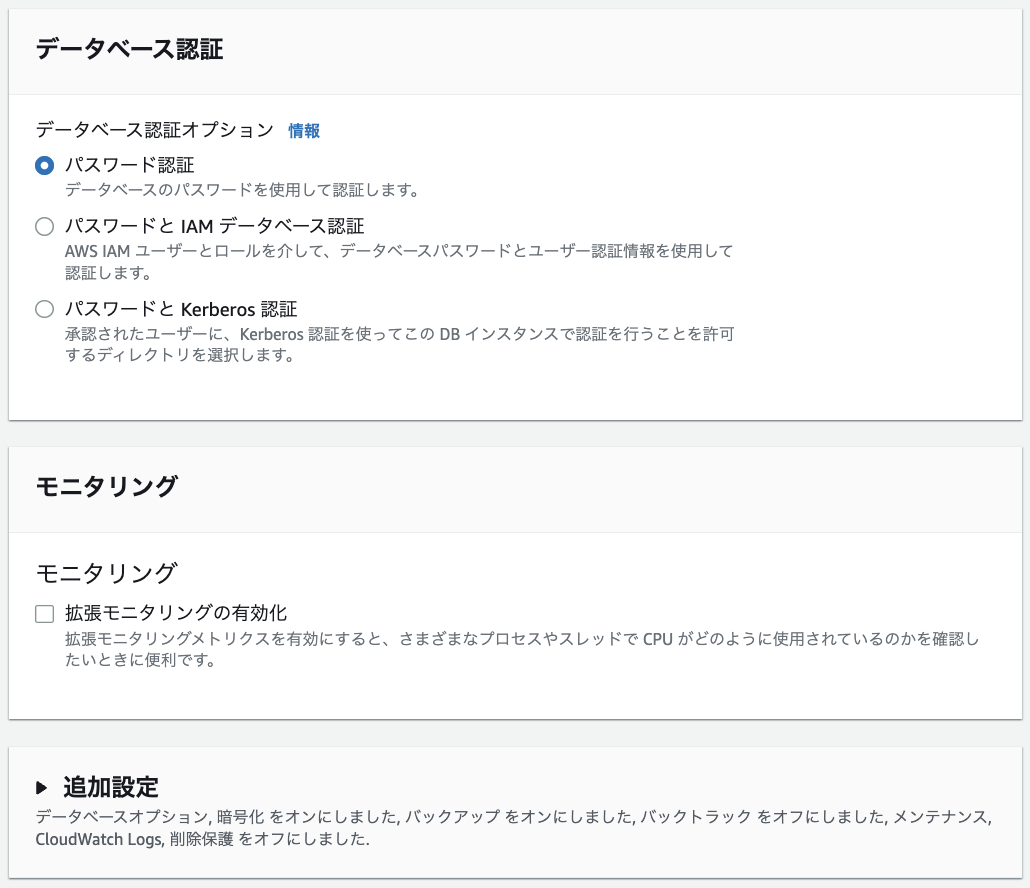 データベース認証
データベース認証オプション 情報
パスワード認証
データベースのパスワードを使用して認証します。
パスワードと IAM データベース認証
AWS IAM ユーザーとロールを介して、データベースパスワードとユーザー認証情報を使用して
認証します。
パスワードと Kerberos 認証
承認されたユーザーに、Kerberos 認証を使ってこの DB インスタンスで認証を行うことを許可
するディレクトリを選択します。
モニタリング
モニタリング
拡張モニタリングの有効化
拡張モニタリングメトリクスを有効にすると、さまざまなプロセスやスレッドで CPU がどのように使用されているのかを確認し
たいときに便利です。
追加設定
データベースオプション, 暗号化 をオンにしました, バックアップ をオンにしました, バックトラック をオフにしました, メンテナンス,
CloudWatch Logs, 削除保護 をオフにしました.